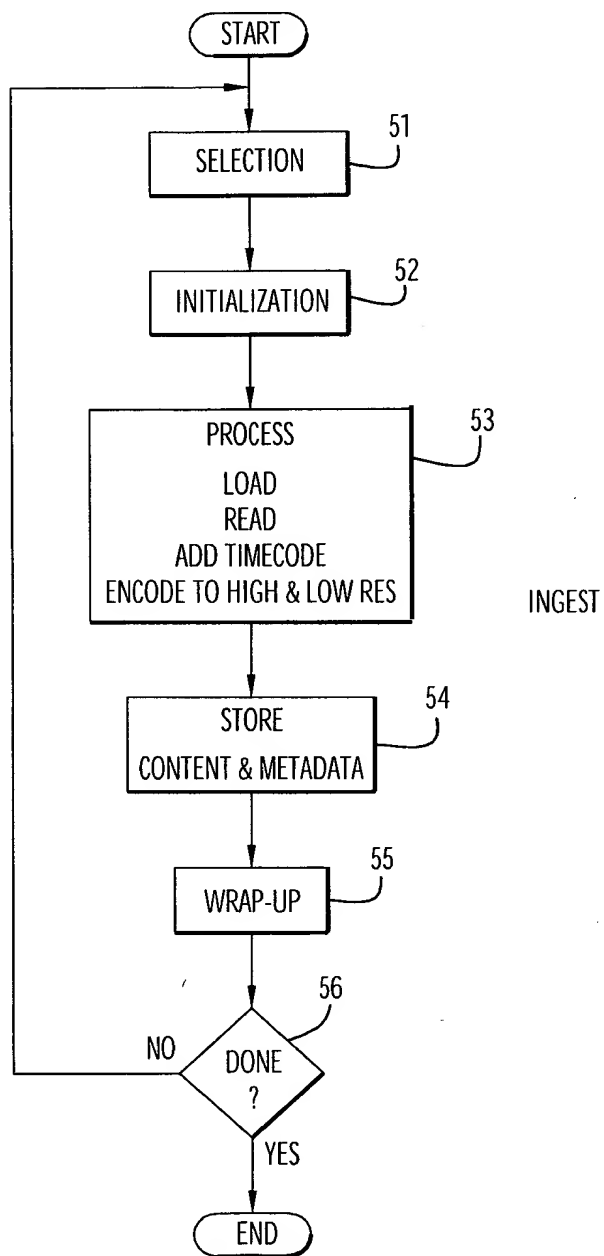 START
51
SELECTION
52
INITIALIZATION
53
PROCESS
LOAD
READ
ADD TIMECODE
ENCODE TO HIGH & LOW RES
INGEST
54
STORE
CONTENT & METADATA
55
WRAP-UP
56
NO
DONE
?
YES
END